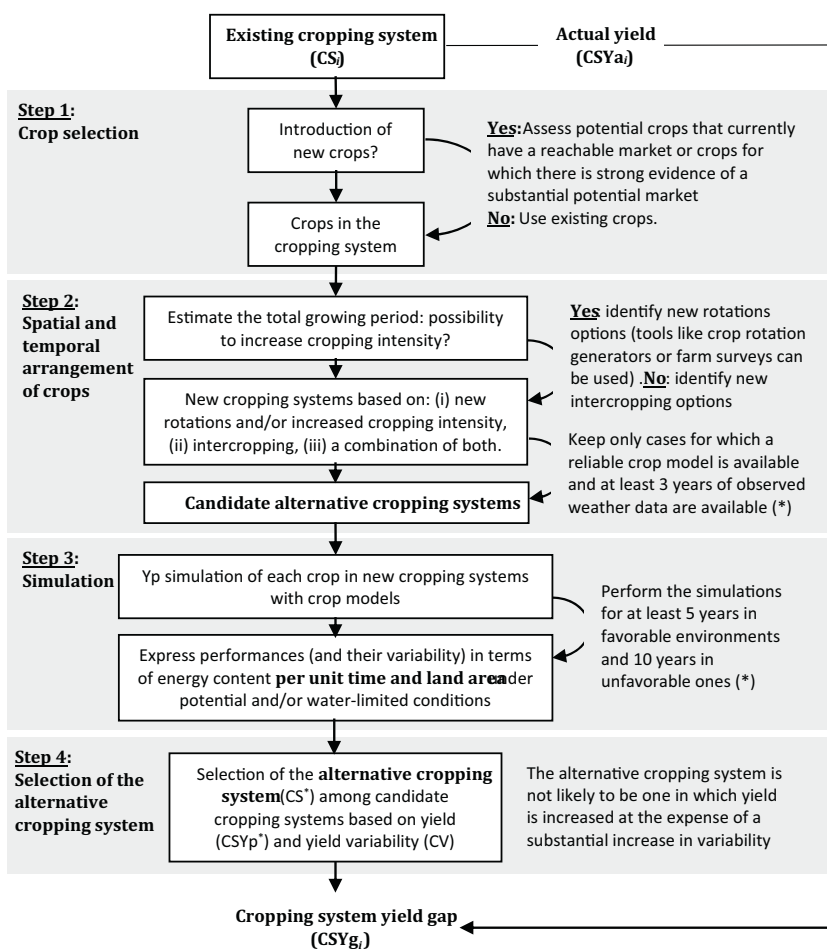 Existing cropping system
(CSi)
Actual yield
(CSYai)
Step 1:
Crop selection
Introduction of
new crops?
Yes:Assess potential crops that currently
have a reachable market or crops for
which there is strong evidence of a
substantial potential market
No: Use existing crops.
Crops in the
cropping system
Step 2:
Spatial and
temporal
arrangement
of crops
Estimate the total growing period: possibility
to increase cropping intensity?
Yes: identify new rotations
options (tools like crop rotation
generators or farm surveys can
be used) .No: identify new
intercropping options
New cropping systems based on: (i) new
rotations and/or increased cropping intensity,
(ii) intercropping, (iii) a combination of both.
Keep only cases for which a
reliable crop model is available
and at least 3 years of observed
weather data are available (*)
Candidate alternative cropping systems
Step 3:
Simulation
Yp simulation of each crop in new cropping systems
with crop models
Perform the simulations
for at least 5 years in
favorable environments
and 10 years in
unfavorable ones (*)
Express performances (and their variability) in terms
of energy content per unit time and land area under
potential and/or water-limited conditions
Step 4:
Selection of the
alternative
cropping system
Selection of the alternative cropping
system(CS*) among candidate
cropping systems based on yield
(CSYp*) and yield variability (CV)
The alternative cropping system is
not likely to be one in which yield
is increased at the expense of a
substantial increase in variability
Cropping system yield gap
(CSYgi)